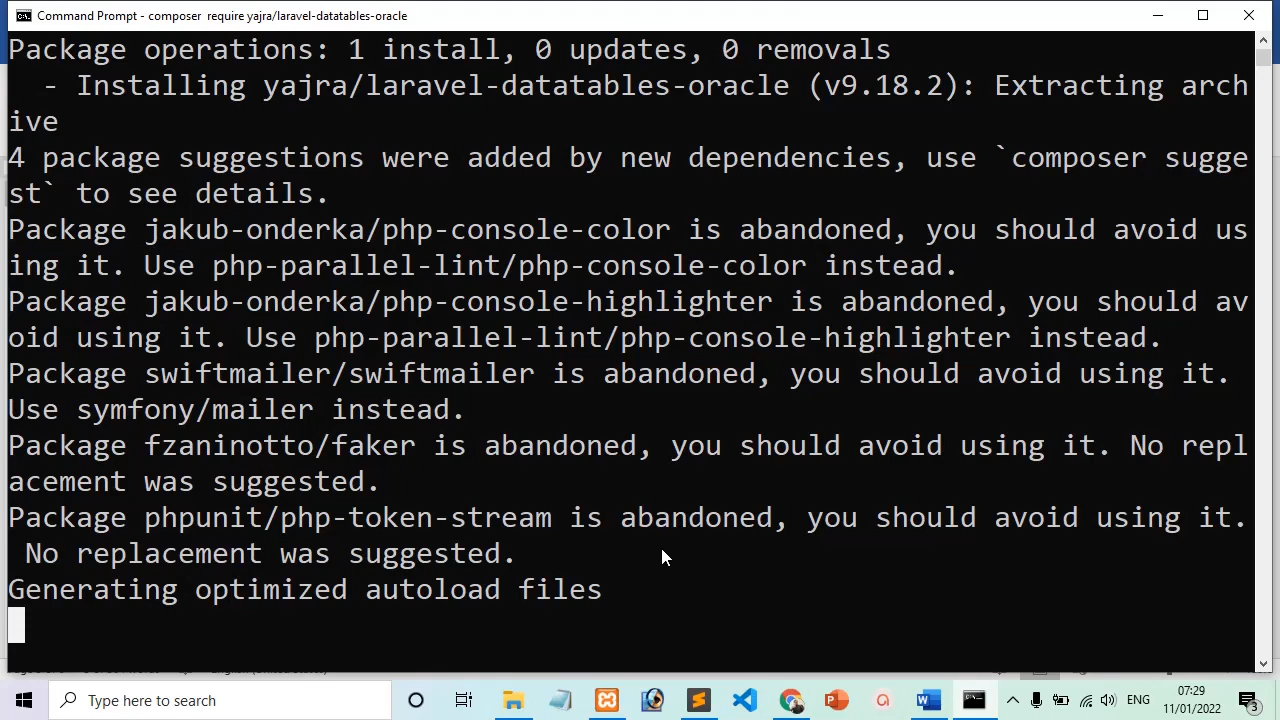 Command Prompt - composer  require yajra/laravel-datatables-oracle
Package operations: 1 install, 0 updates, 0 removals
  - Installing yajra/laravel-datatables-oracle (v9.18.2): Extracting arch
ive
4 package suggestions were added by new dependencies, use `composer sugge
st` to see details.
Package jakub-onderka/php-console-color is abandoned, you should avoid us
ing it. Use php-parallel-lint/php-console-color instead.
Package jakub-onderka/php-console-highlighter is abandoned, you should av
oid using it. Use php-parallel-lint/php-console-highlighter instead.
Package swiftmailer/swiftmailer is abandoned, you should avoid using it.
Use symfony/mailer instead.
Package fzaninotto/faker is abandoned, you should avoid using it. No repl
acement was suggested.
Package phpunit/php-token-stream is abandoned, you should avoid using it.
 No replacement was suggested.
Generating optimized autoload files
Type here to search
ENG
07:29
11/01/2022
3